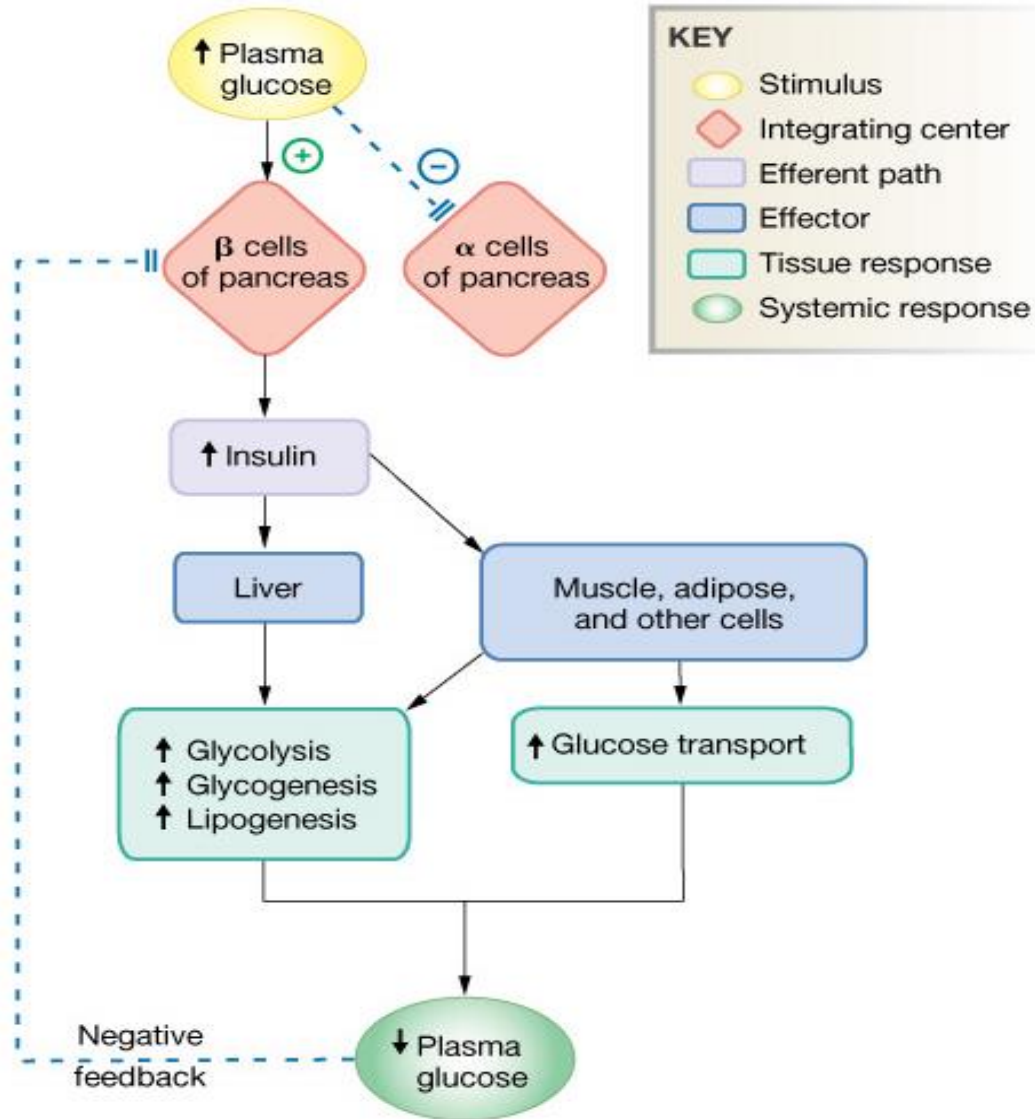 ↑ Plasma
glucose
+
−
β cells
of pancreas
α cells
of pancreas
↑ Insulin
Liver
Muscle, adipose,
and other cells
↑ Glycolysis
↑ Glycogenesis
↑ Lipogenesis
↑ Glucose transport
↓ Plasma
glucose
Negative
feedback
KEY
Stimulus
Integrating center
Efferent path
Effector
Tissue response
Systemic response